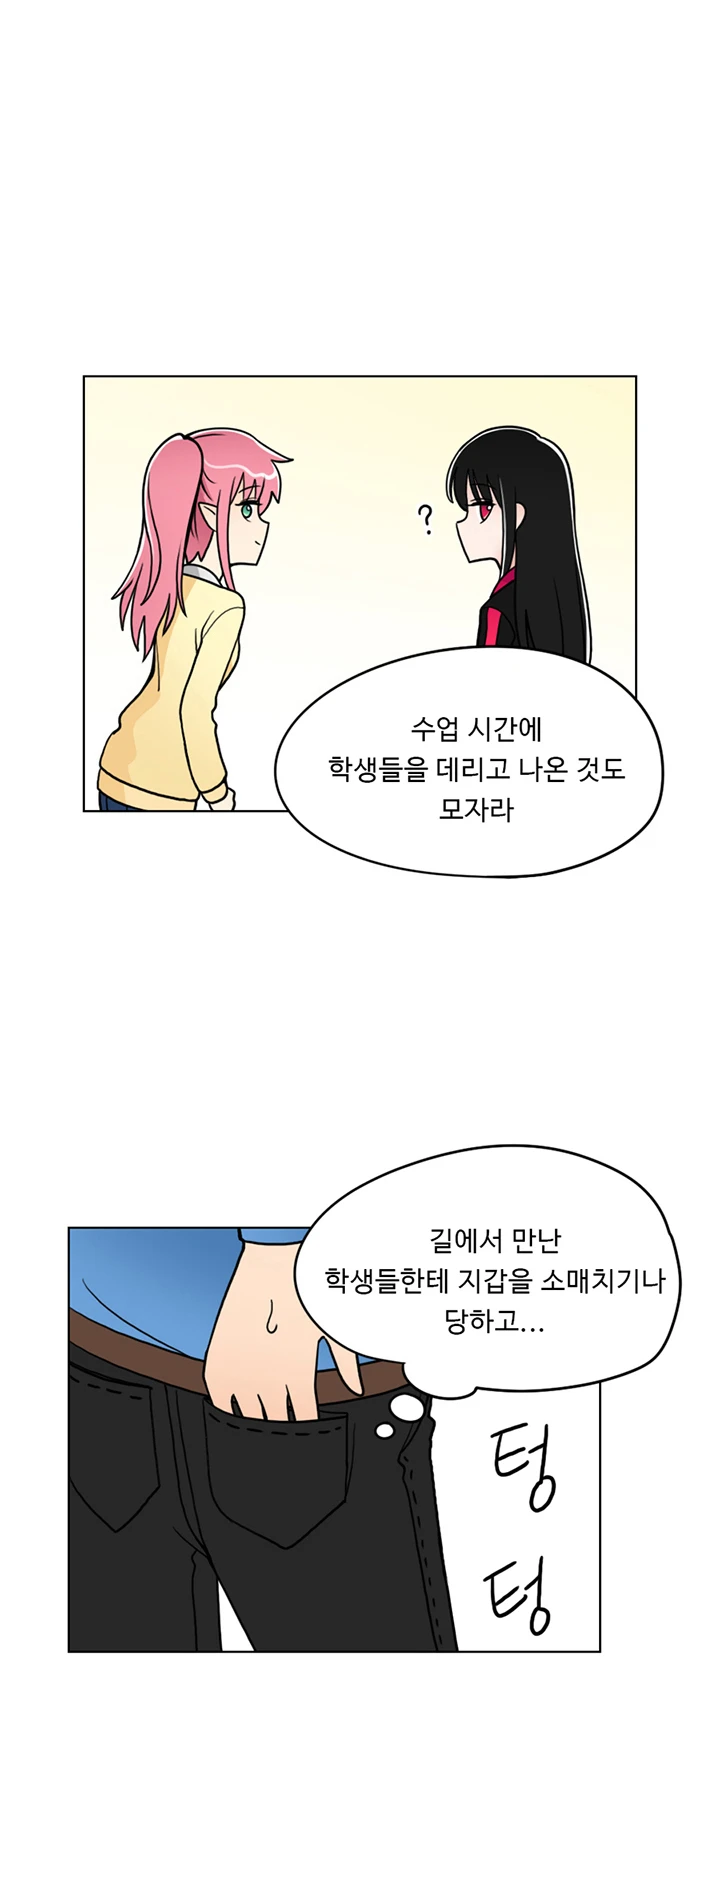 ?
수업 시간에
학생들을 데리고 나온 것도
모자라
길에서 만난
학생들한테 지갑을 소매치기나
당하고...
텅
텅